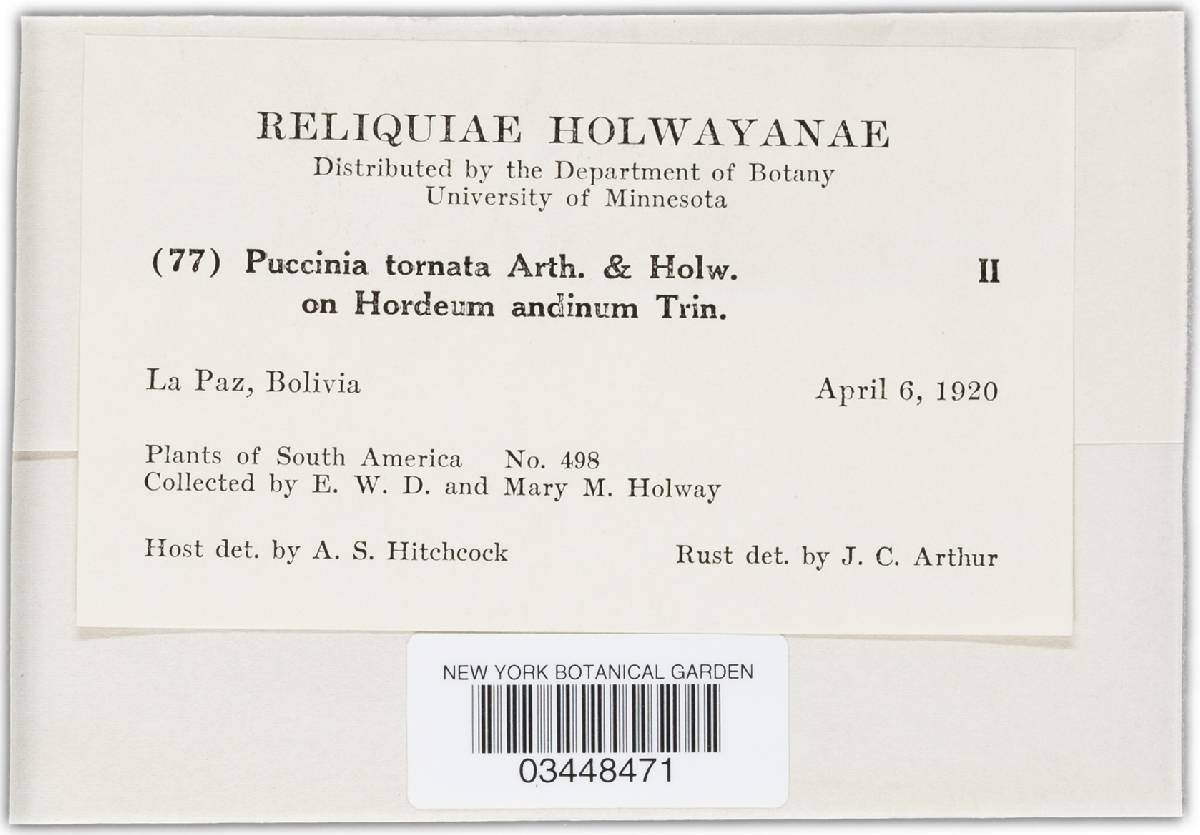 RELIQUIAE HOLWAYANAE
Distributed by the Department of Botany
University of Minnesota
(77) Puccinia tornata Arth. & Holw. II
on Hordeum andinum Trin.
La Paz, Bolivia April 6, 1920
Plants of South America No. 498
Collected by E. W. D. and Mary M. Holway
Host det. by A. S. Hitchcock Rust det. by J. C. Arthur
NEW YORK BOTANICAL GARDEN
03448471